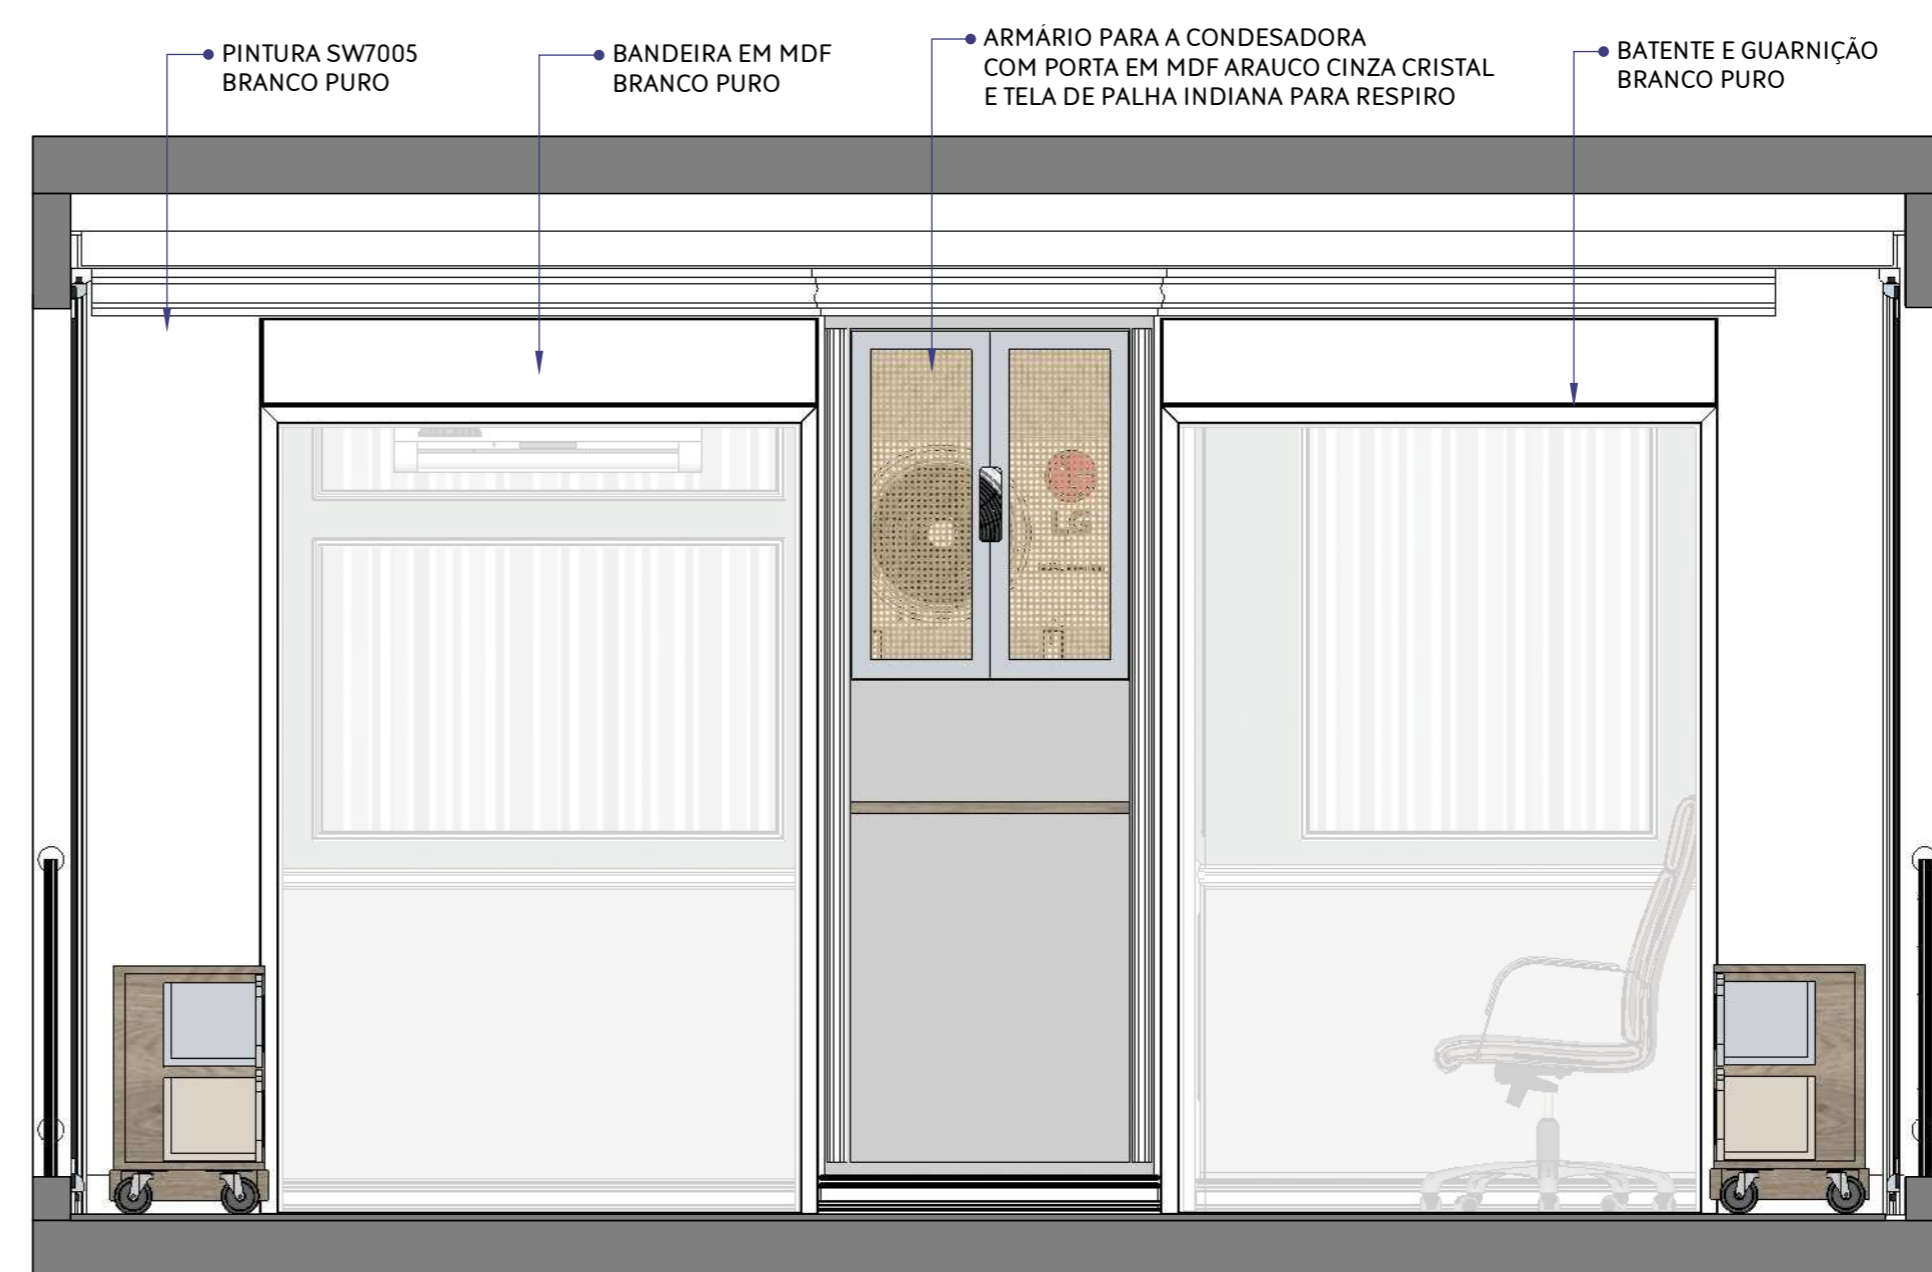 PINTURA SW7005
BRANCO PURO
BANDEIRA EM MDF
BRANCO PURO
ARMÁRIO PARA A CONDESADORA
COM PORTA EM MDF ARAUCO CINZA CRISTAL
E TELA DE PALHA INDIANA PARA RESPIRO
BATENTE E GUARNIÇÃO
BRANCO PURO
LG